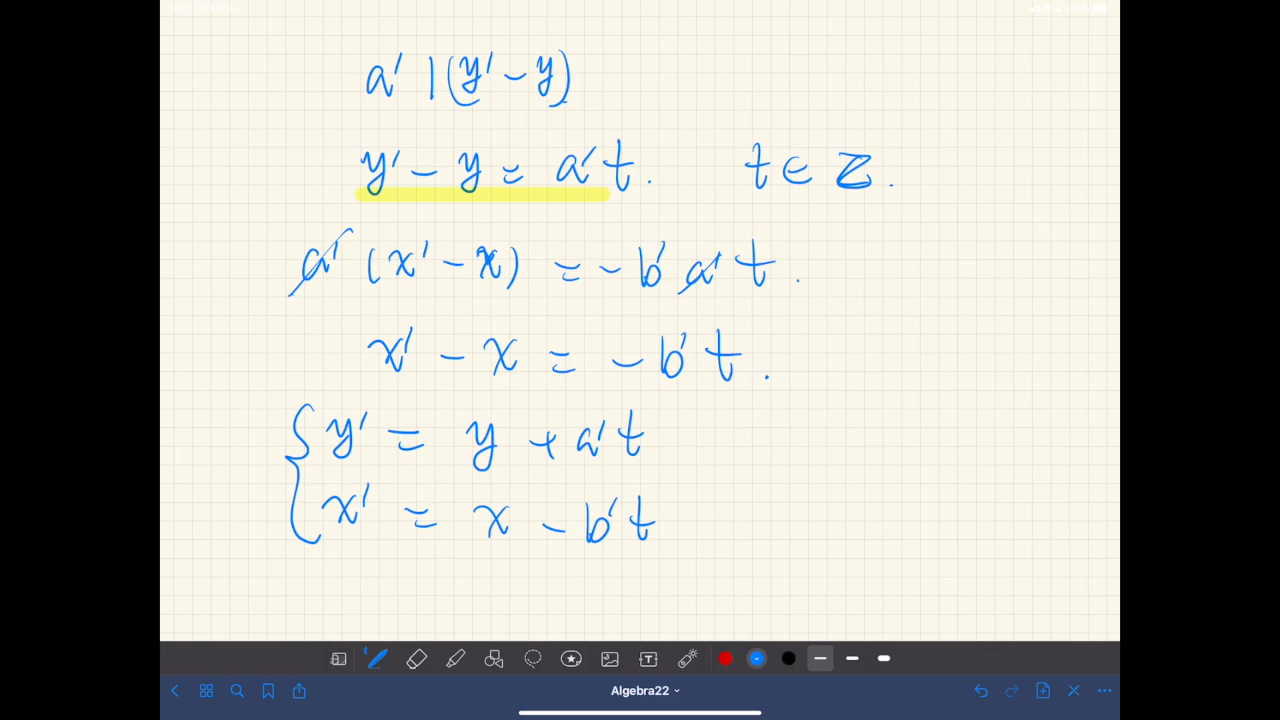 a' | (y' - y)
y' - y = a't. t ∈ Z.
a' (x' - x) = - b' a' t.
x' - x = - b' t.
{ y' = y + a't
x' = x - b't
Algebra22